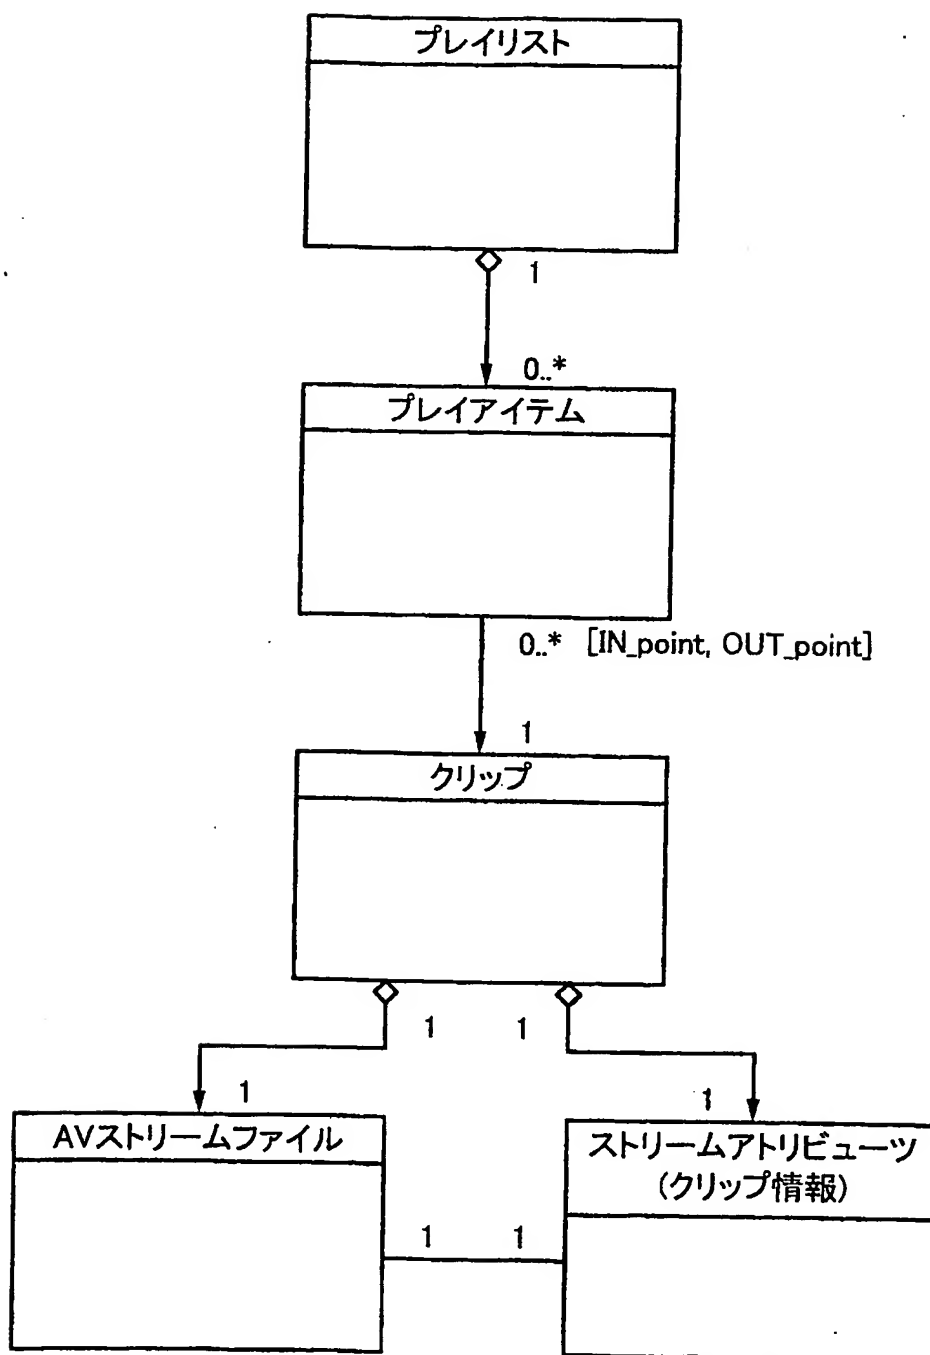 プレイリスト
1
0..*
プレイアイテム
0..* [IN_point, OUT_point]
1
クリップ
1 1
1 1
AVストリームファイル
ストリームアトリビューツ
(クリップ情報)
1 1